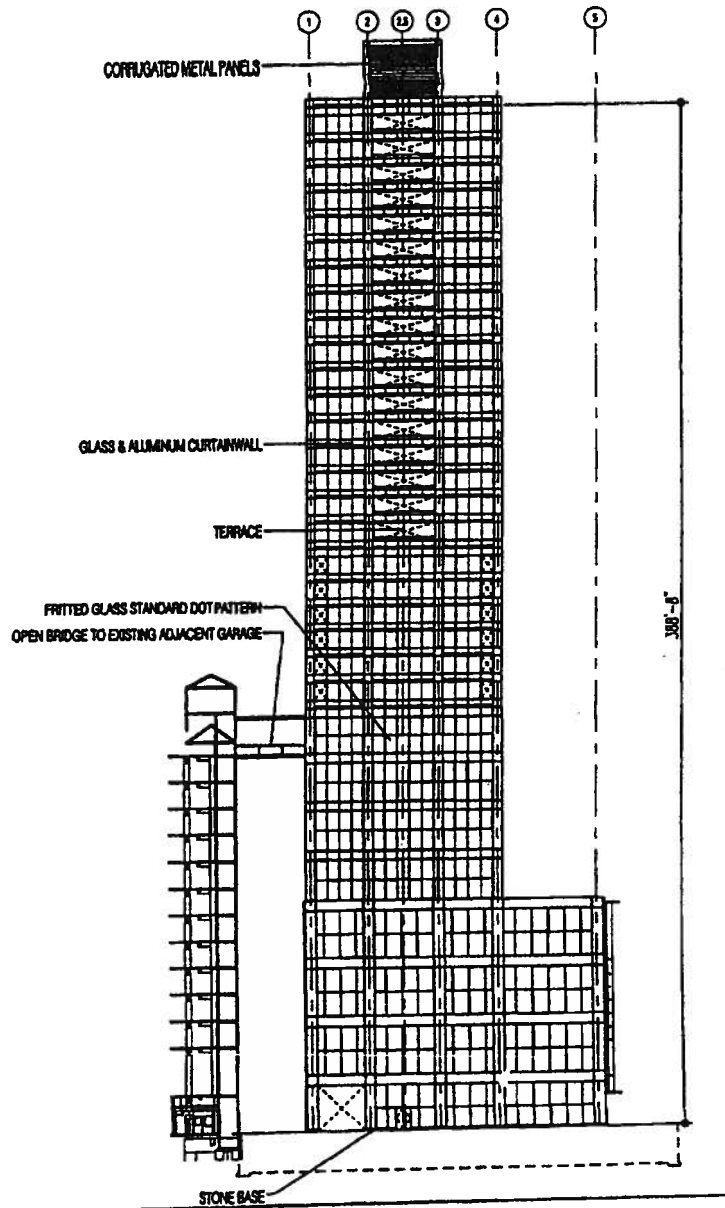 1 2 2.5 3 4 5
CORRUGATED METAL PANELS
GLASS & ALUMINUM CURTAINWALL
TERRACE
FRITTED GLASS STANDARD DOT PATTERN
OPEN BRIDGE TO EXISTING ADJACENT GARAGE
388'-8"
STONE BASE